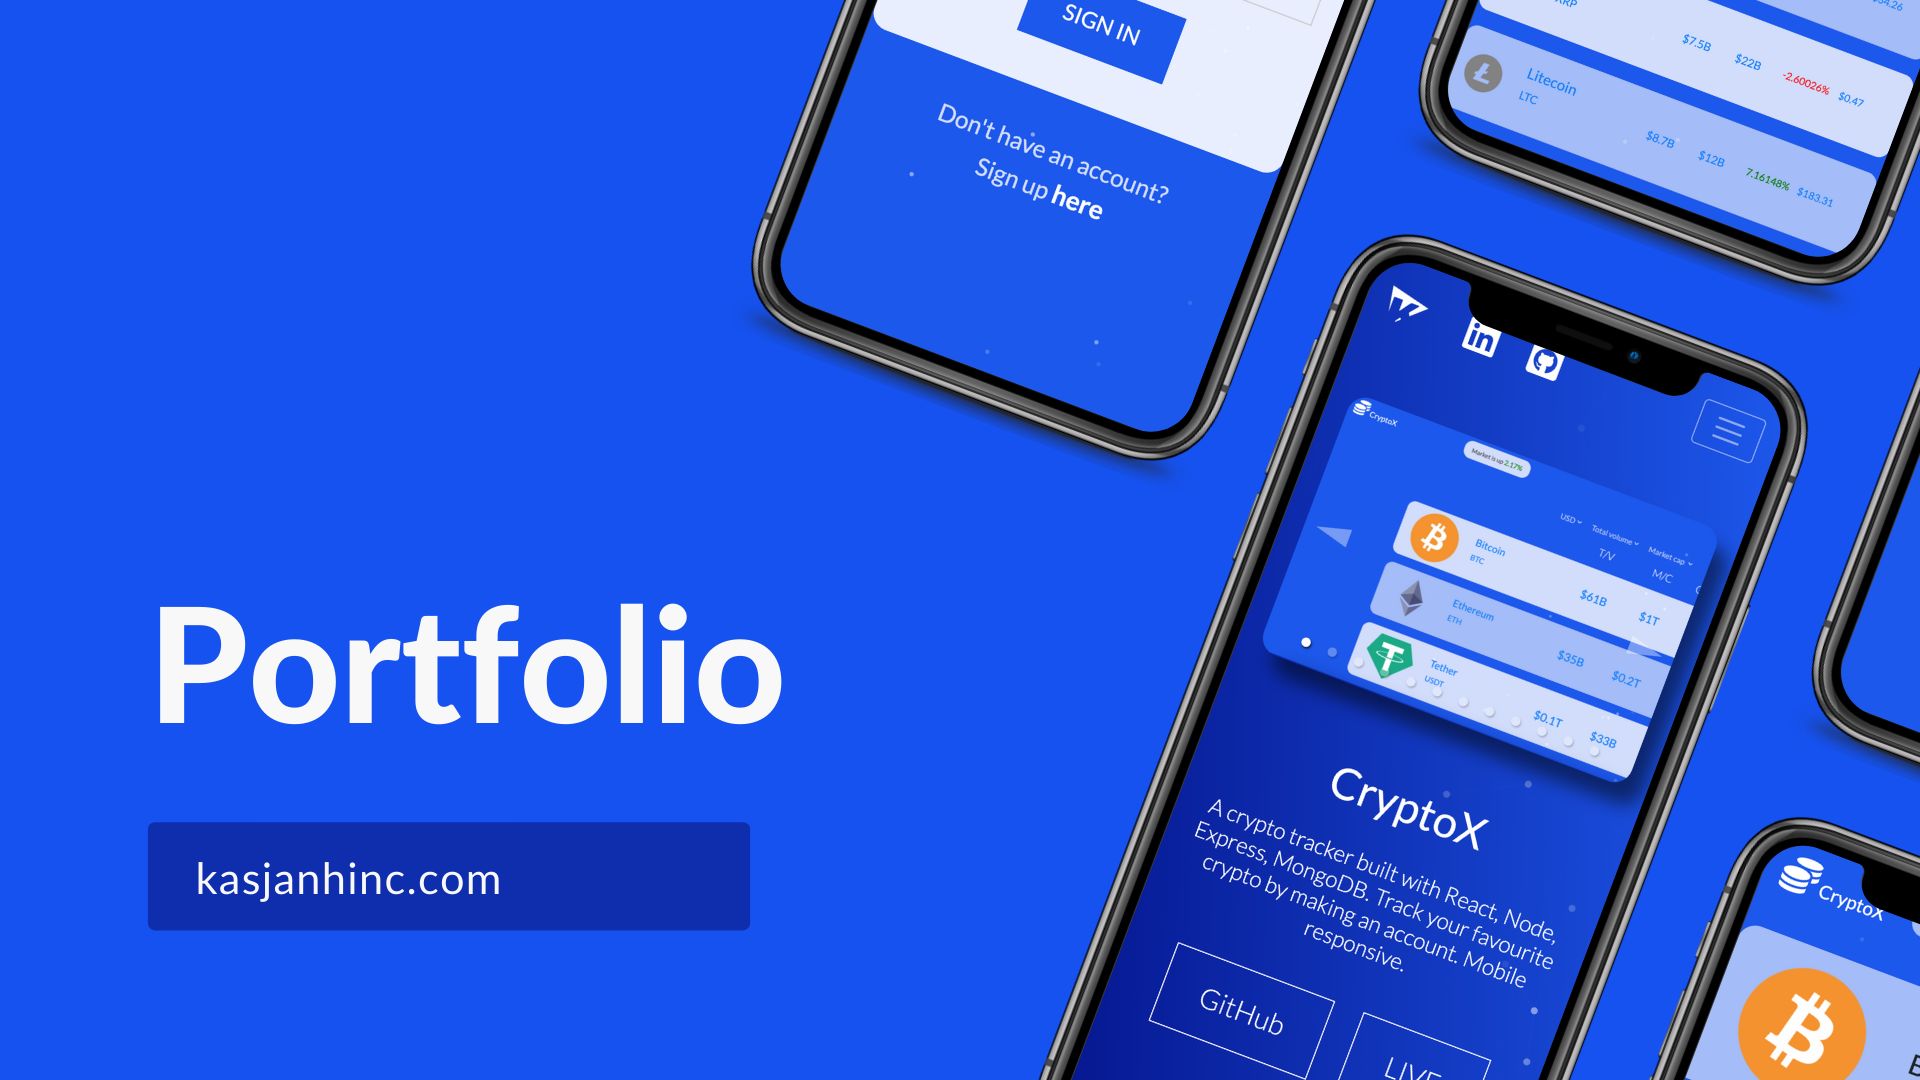 SIGN IN
Don't have an account?
Sign up here
XRP
$7.5B
$22B
-2.60026%
$0.47
Litecoin
LTC
$8.7B
$12B
7.16148%
$183.31
in
CryptoX
Market is up 2.17%
USD
Total volume
Market cap
T/V
M/C
Bitcoin
BTC
$61B
$1T
Ethereum
ETH
$35B
$0.2T
Tether
USDT
$0.1T
$33B
CryptoX
A crypto tracker built with React, Node,
Express, MongoDB. Track your favourite
crypto by making an account. Mobile
responsive.
GitHub
LIVE
Portfolio
kasjanhinc.com
CryptoX